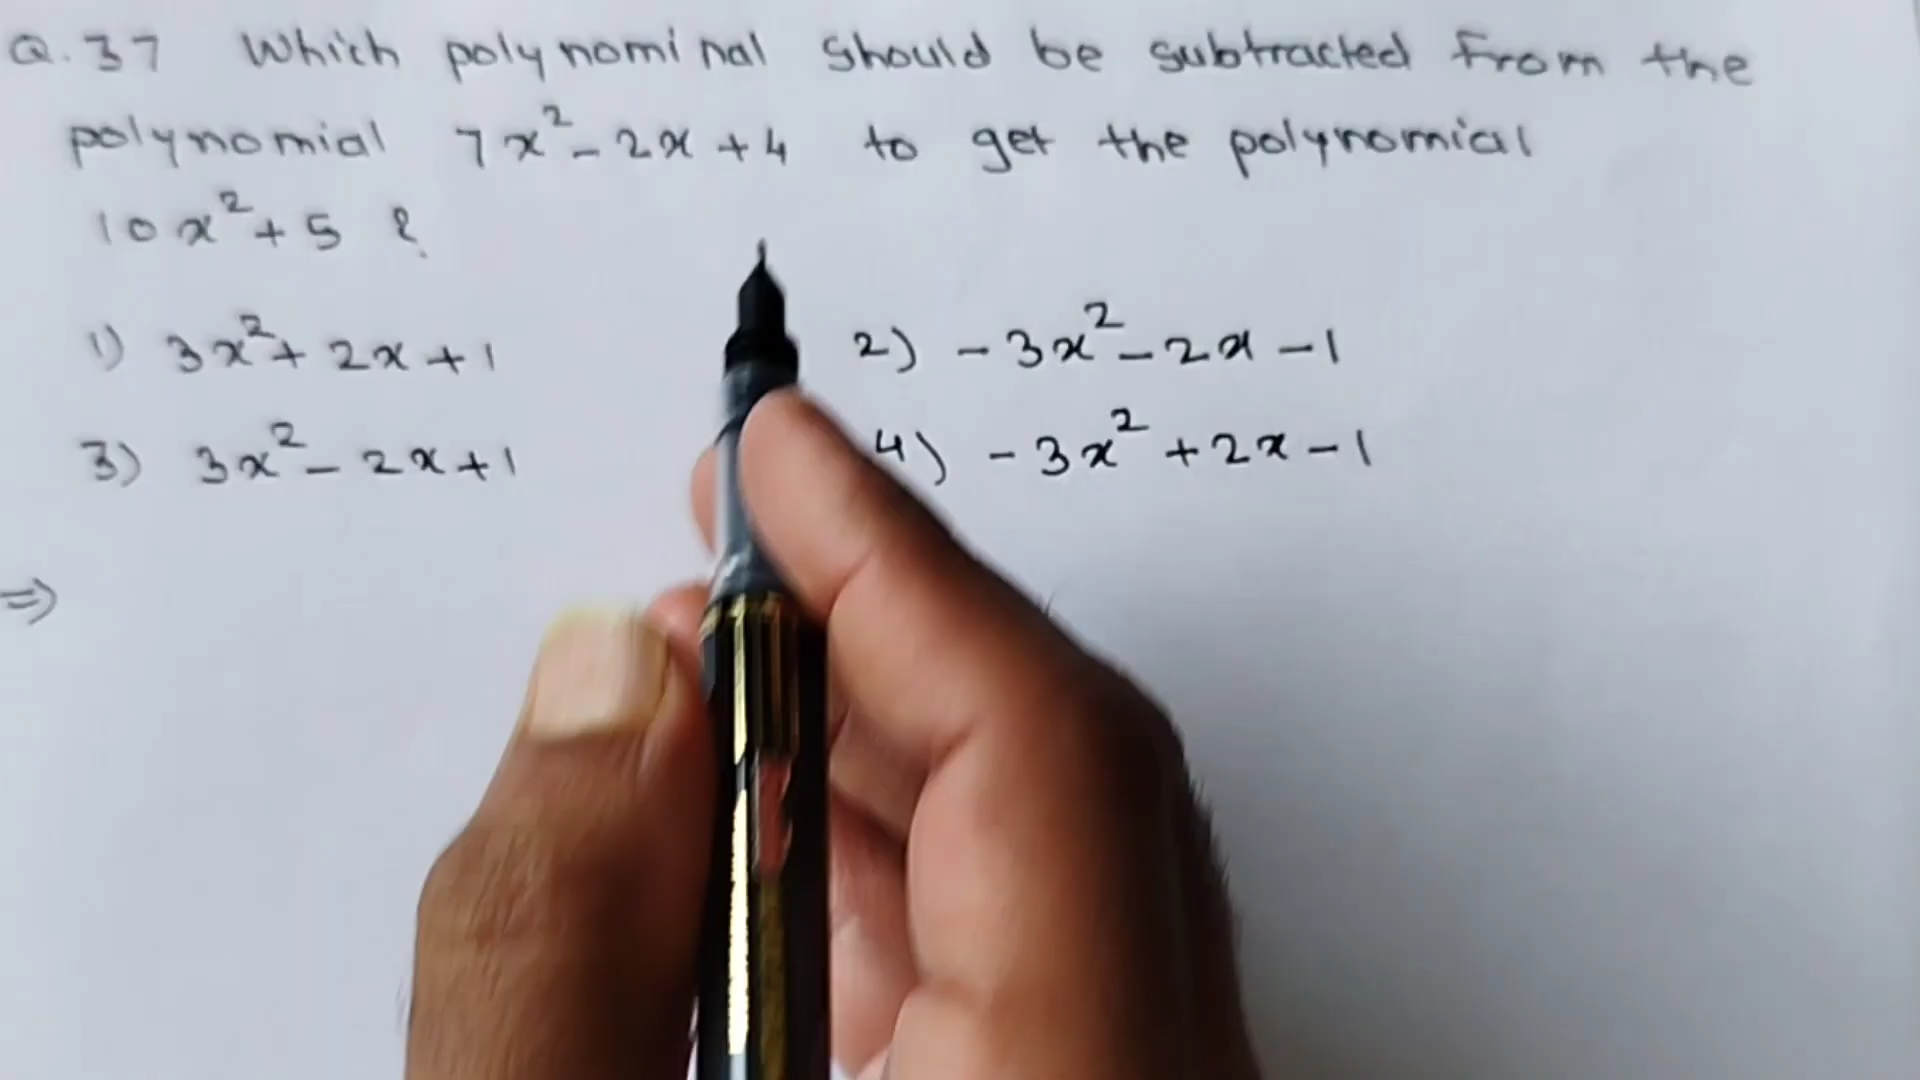 Q.37 Which polynominal should be subtracted from the
polynomial 7x² - 2x + 4 to get the polynomial
10x² + 5 ?
1) 3x² + 2x + 1 2) - 3x² - 2x - 1
3) 3x² - 2x + 1 4) - 3x² + 2x - 1
⇒